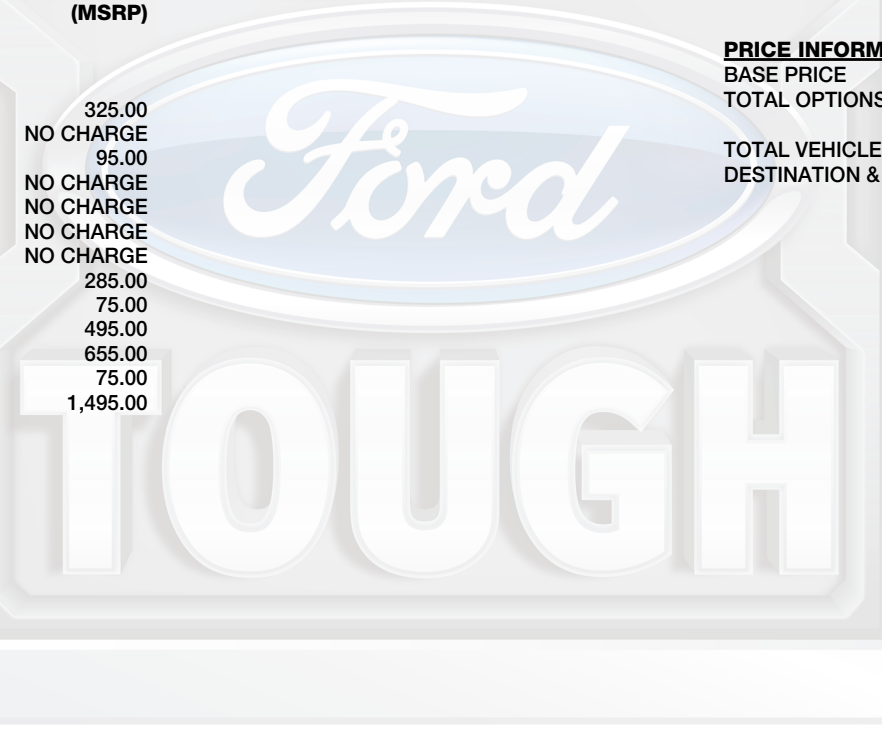 (MSRP)
325.00
NO CHARGE
95.00
NO CHARGE
NO CHARGE
NO CHARGE
NO CHARGE
285.00
75.00
495.00
655.00
75.00
1,495.00
PRICE INFORM
BASE PRICE
TOTAL OPTIONS
TOTAL VEHICLE
DESTINATION &
Ford
TOUGH